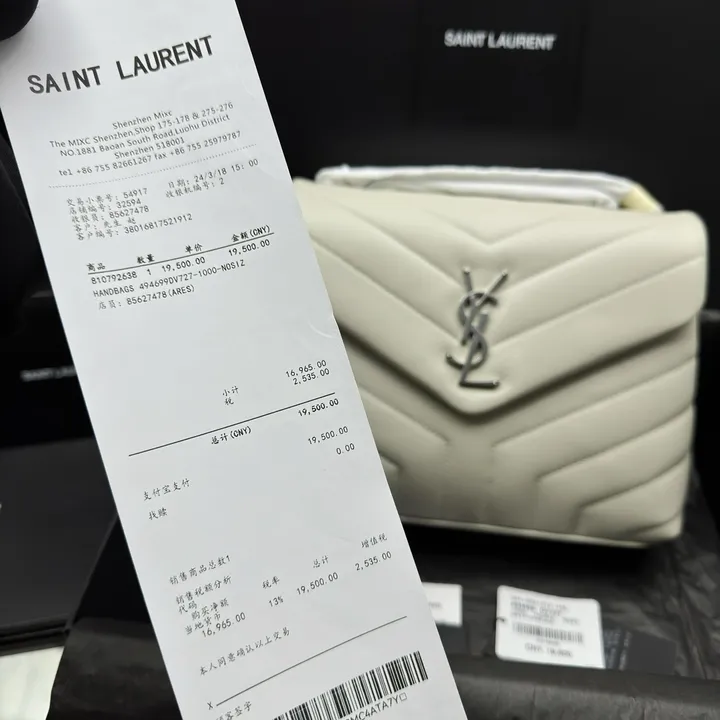 SAINT LAURENT
SAINT LAURENT
Shenzhen Mixc
The MIXC Shenzhen,Shop 175-178 & 275-276
NO.1881 Baoan South Road,Luohu District
Shenzhen 518001
tel +86 755 82661267 fax +86 755 25979787
交易小票号: 54917 日期: 24/3/18 15: 00
店铺编号: 32594 收银机编号: 2
收银员: 85627478
客户: 先生 赵
客户编号: 38016817521912
商品 数量 单价 金额(CNY)
810792638 1 19,500.00 19,500.00
HANDBAGS 494699DV727-1000-NOSIZ
店员: 85627478(ARES)
小计 16,965.00
税 2,535.00
总计(CNY) 19,500.00
支付宝支付 19,500.00
找赎 0.00
销售商品总数1
销售税额分析
代码 税率 总计 增值税
购买净额 13% 19,500.00 2,535.00
当地货币
16,965.00
本人同意确认以上交易
X
顾客签字
MC4ATA7Y
YSL